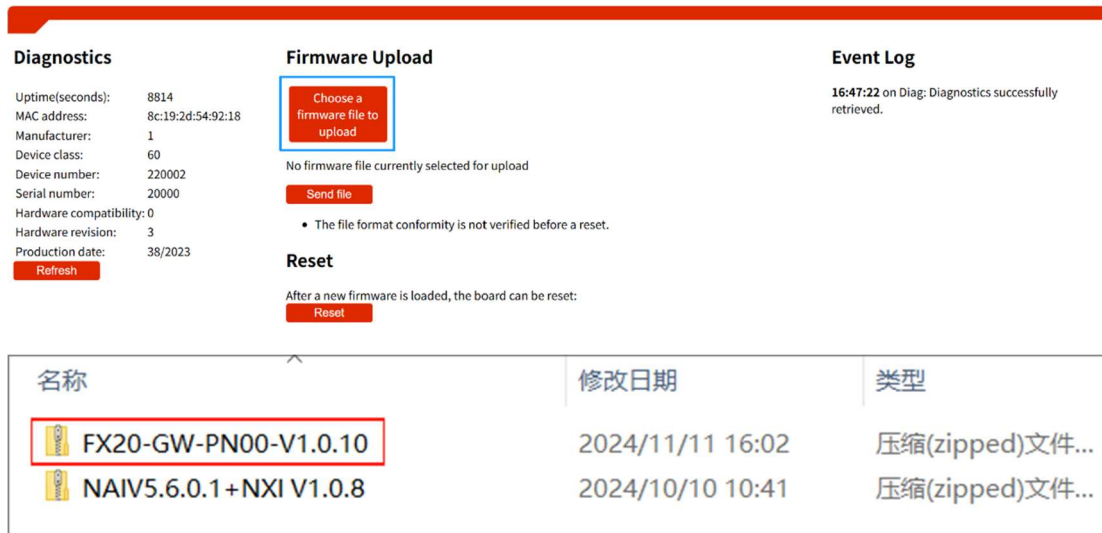 Diagnostics
Uptime(seconds): 8814
MAC address: 8c:19:2d:54:92:18
Manufacturer: 1
Device class: 60
Device number: 220002
Serial number: 20000
Hardware compatibility: 0
Hardware revision: 3
Production date: 38/2023
Refresh
Firmware Upload
Choose a
firmware file to
upload
No firmware file currently selected for upload
Send file
• The file format conformity is not verified before a reset.
Reset
After a new firmware is loaded, the board can be reset:
Reset
Event Log
16:47:22 on Diag: Diagnostics successfully
retrieved.
名称 修改日期 类型
FX20-GW-PN00-V1.0.10 2024/11/11 16:02 压缩(zipped)文件...
NAIV5.6.0.1+NXI V1.0.8 2024/10/10 10:41 压缩(zipped)文件...